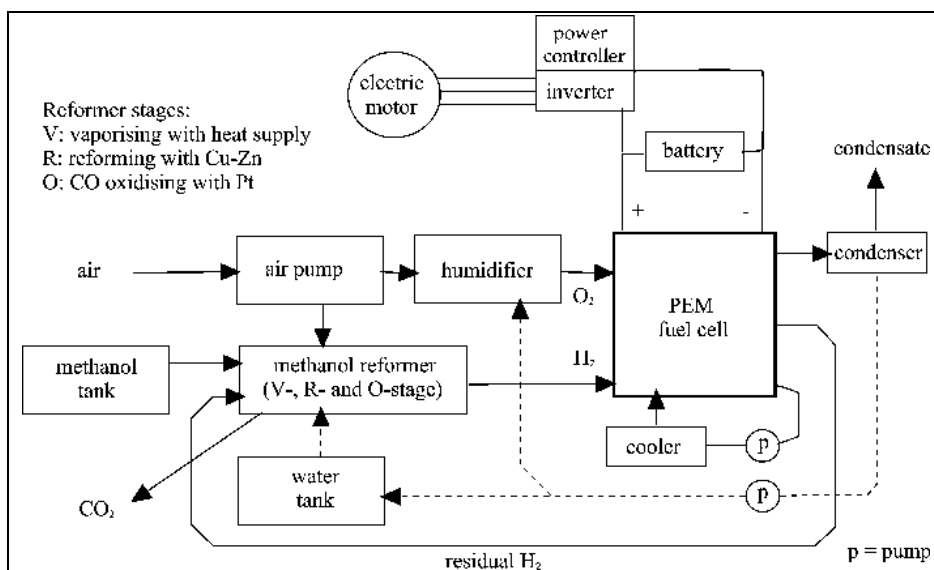 power
controller
inverter
electric
motor
Reformer stages:
V: vaporising with heat supply
R: reforming with Cu-Zn
O: CO oxidising with Pt
battery
condensate
+
-
air
air pump
humidifier
O₂
PEM
fuel cell
condenser
methanol
tank
methanol reformer
(V-, R- and O-stage)
H₂
cooler
p
water
tank
p
CO₂
residual H₂
p = pump